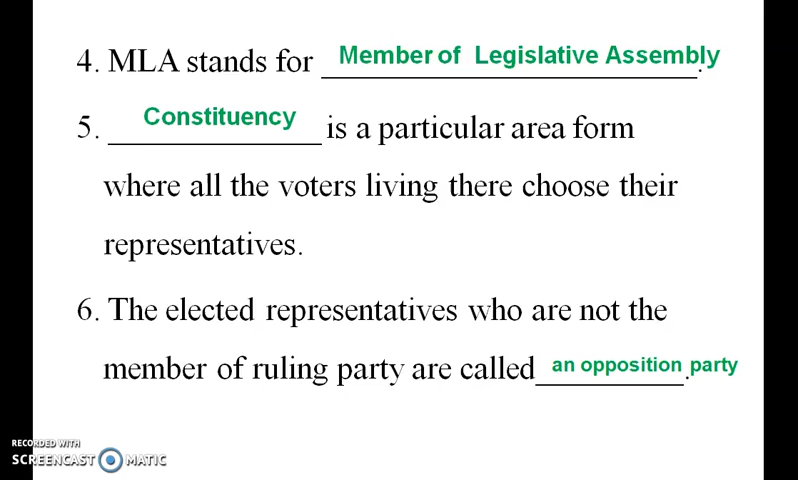 4. MLA stands for Member of Legislative Assembly.
5. Constituency is a particular area form
where all the voters living there choose their
representatives.
6. The elected representatives who are not the
member of ruling party are called an opposition party.
RECORDED WITH
SCREENCAST MATIC